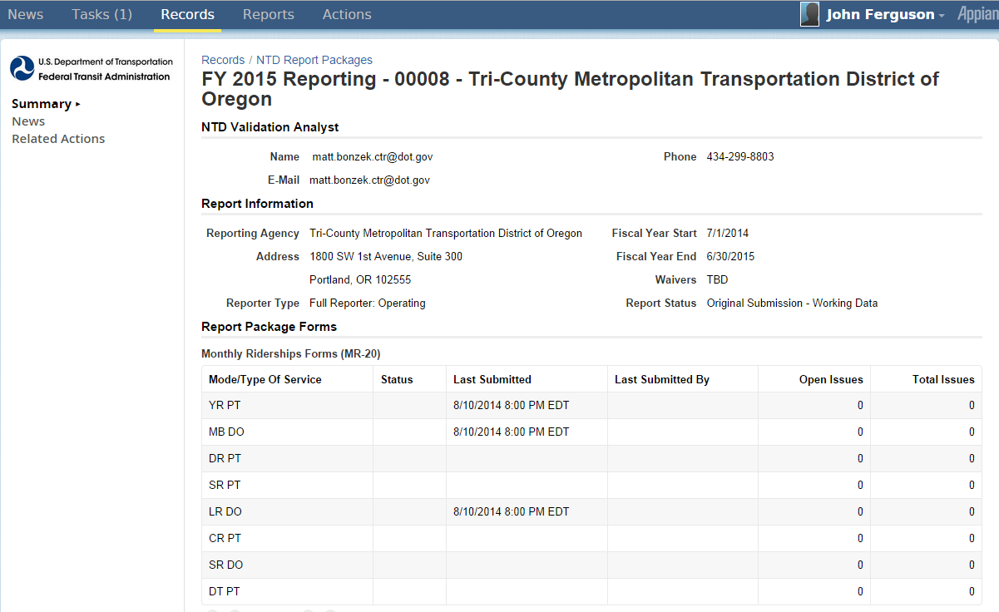 News Tasks (1) Records Reports Actions John Ferguson Appian
U.S. Department of Transportation
Federal Transit Administration
Summary
News
Related Actions
Records / NTD Report Packages
FY 2015 Reporting - 00008 - Tri-County Metropolitan Transportation District of
Oregon
NTD Validation Analyst
Name matt.bonzek.ctr@dot.gov Phone 434-299-8803
E-Mail matt.bonzek.ctr@dot.gov
Report Information
Reporting Agency Tri-County Metropolitan Transportation District of Oregon Fiscal Year Start 7/1/2014
Address 1800 SW 1st Avenue, Suite 300 Fiscal Year End 6/30/2015
Portland, OR 102555 Waivers TBD
Reporter Type Full Reporter: Operating Report Status Original Submission - Working Data
Report Package Forms
Monthly Riderships Forms (MR-20)
Mode/Type Of Service Status Last Submitted Last Submitted By Open Issues Total Issues
YR PT 8/10/2014 8:00 PM EDT 0 0
MB DO 8/10/2014 8:00 PM EDT 0 0
DR PT 0 0
SR PT 0 0
LR DO 8/10/2014 8:00 PM EDT 0 0
CR PT 0 0
SR DO 0 0
DT PT 0 0